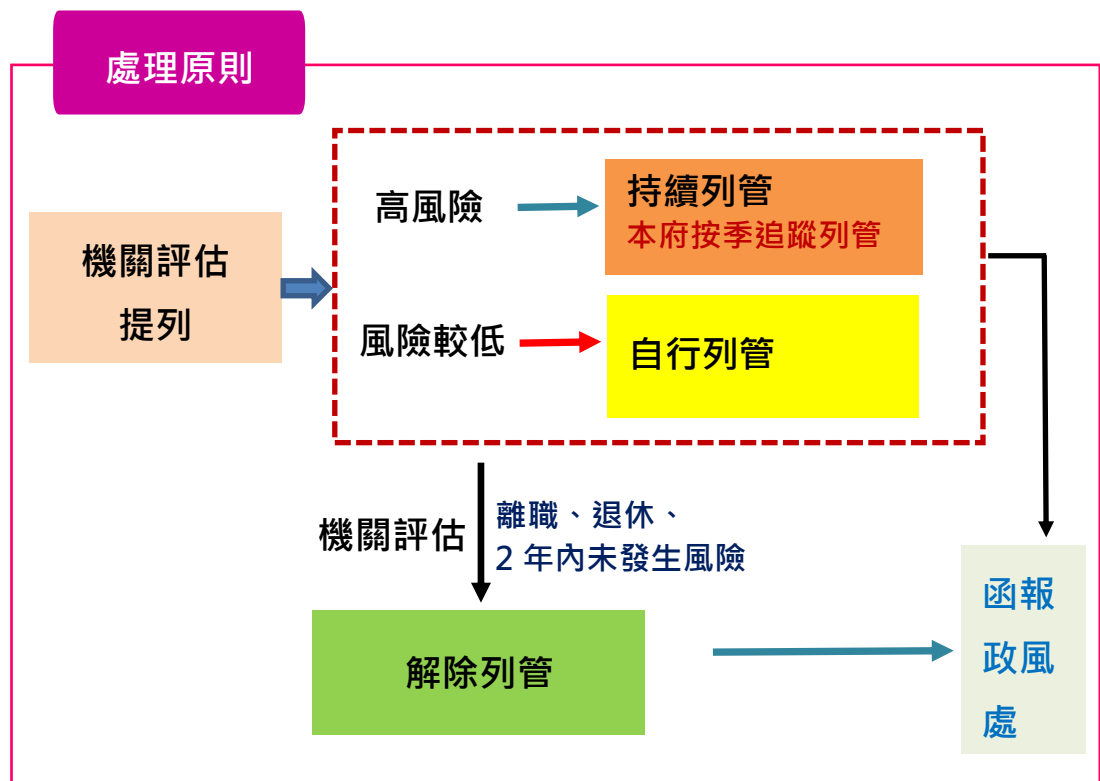 處理原則
機關評估
提列
高風險
持續列管
本府按季追蹤列管
風險較低
自行列管
機關評估
離職、退休、
2 年內未發生風險
解除列管
函報
政風
處